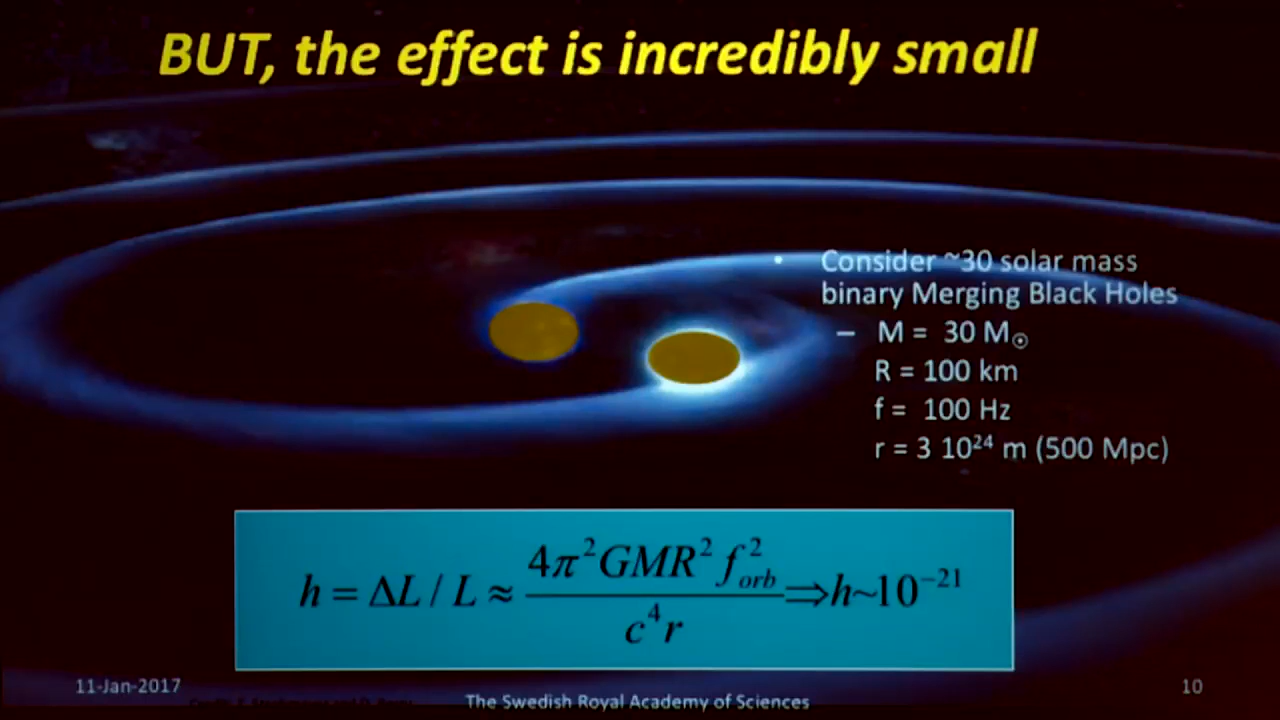 BUT, the effect is incredibly small
• Consider ~30 solar mass
binary Merging Black Holes
– M = 30 M☉
R = 100 km
f = 100 Hz
r = 3 10²⁴ m (500 Mpc)
h = ΔL / L ≈ 4π²GMR²f²orb / c⁴r ⇒ h~10⁻²¹
11-Jan-2017
The Swedish Royal Academy of Sciences
10